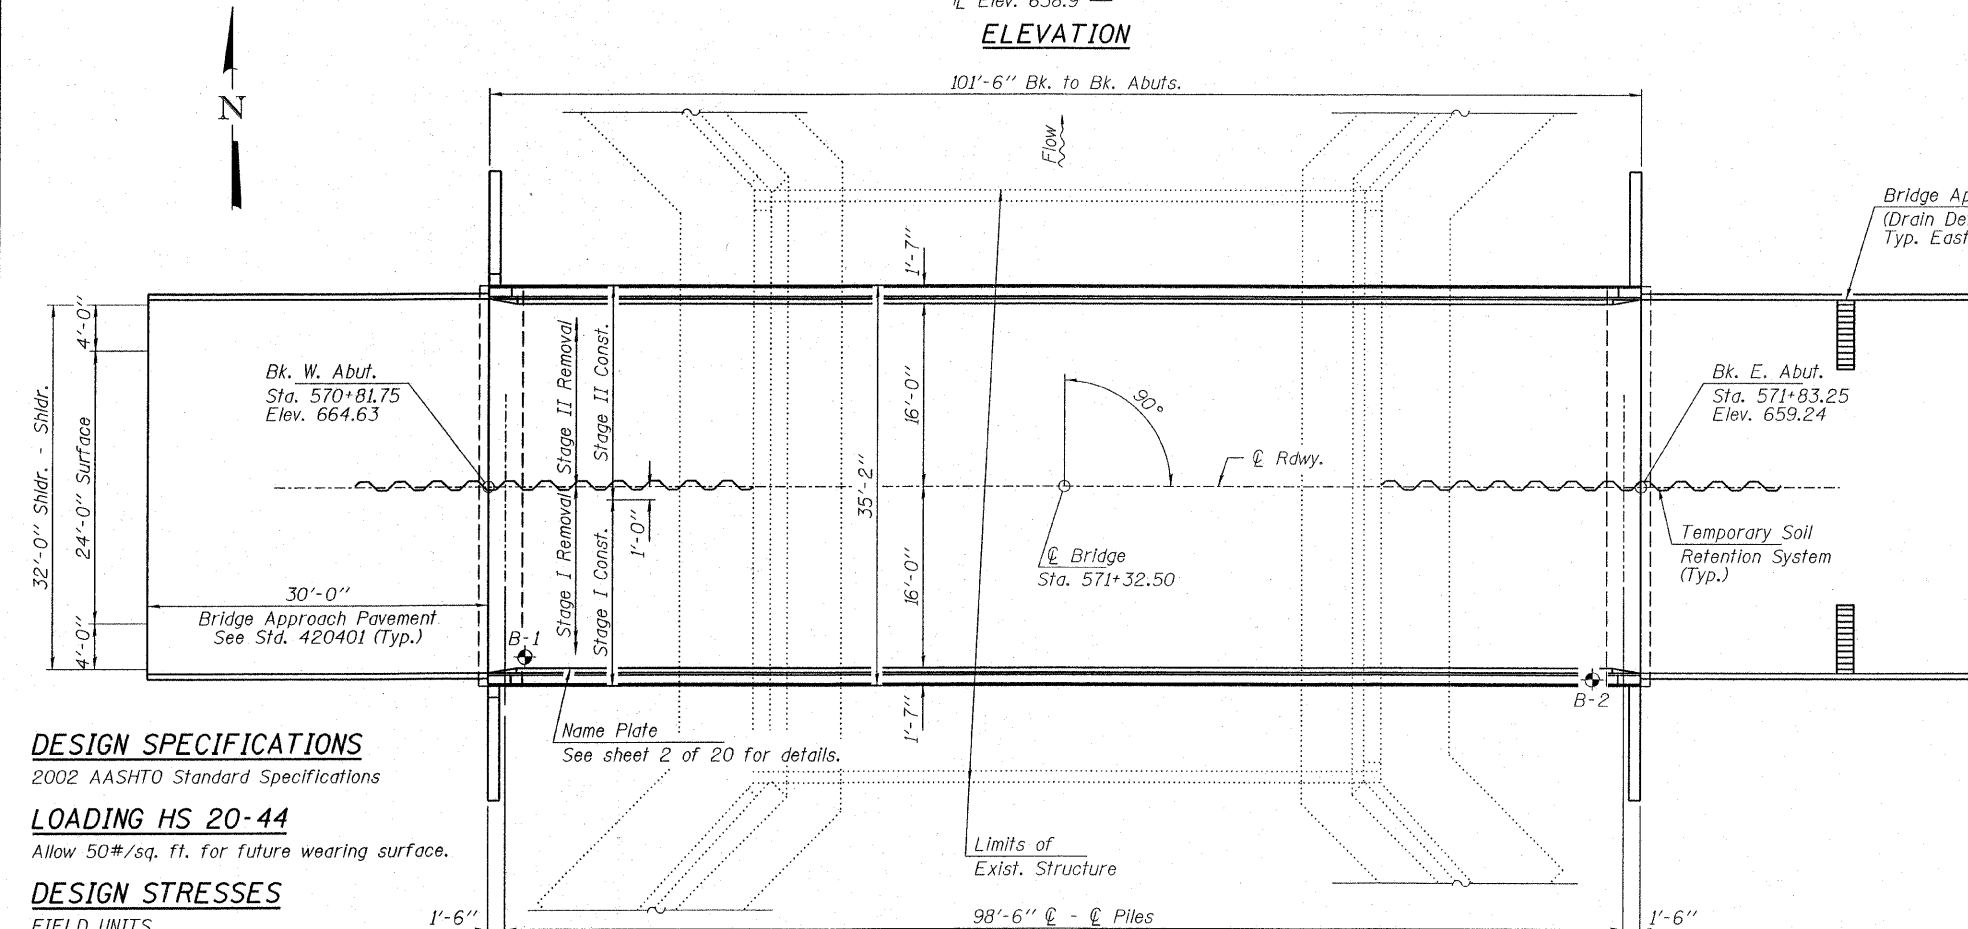 ℄ Elev. 658.9
ELEVATION
N
101'-6" Bk. to Bk. Abuts.
Flow
Bridge Ap
(Drain De
Typ. East
1'-7"
4'-0"
Stage II Removal
Stage II Const.
16'-0"
90°
Bk. W. Abut.
Sta. 570+81.75
Elev. 664.63
Bk. E. Abut.
Sta. 571+83.25
Elev. 659.24
32'-0" Shldr. - Shldr.
24'-0" Surface
℄ Rdwy.
35'-2"
Stage I Removal
Stage I Const.
1'-0"
16'-0"
℄ Bridge
Sta. 571+32.50
Temporary Soil
Retention System
(Typ.)
30'-0"
Bridge Approach Pavement
See Std. 420401 (Typ.)
4'-0"
B-1
B-2
1'-7"
Name Plate
See sheet 2 of 20 for details.
DESIGN SPECIFICATIONS
2002 AASHTO Standard Specifications
LOADING HS 20-44
Allow 50#/sq. ft. for future wearing surface.
Limits of
Exist. Structure
DESIGN STRESSES
FIELD UNITS
1'-6"
98'-6" ℄ - ℄ Piles
1'-6"